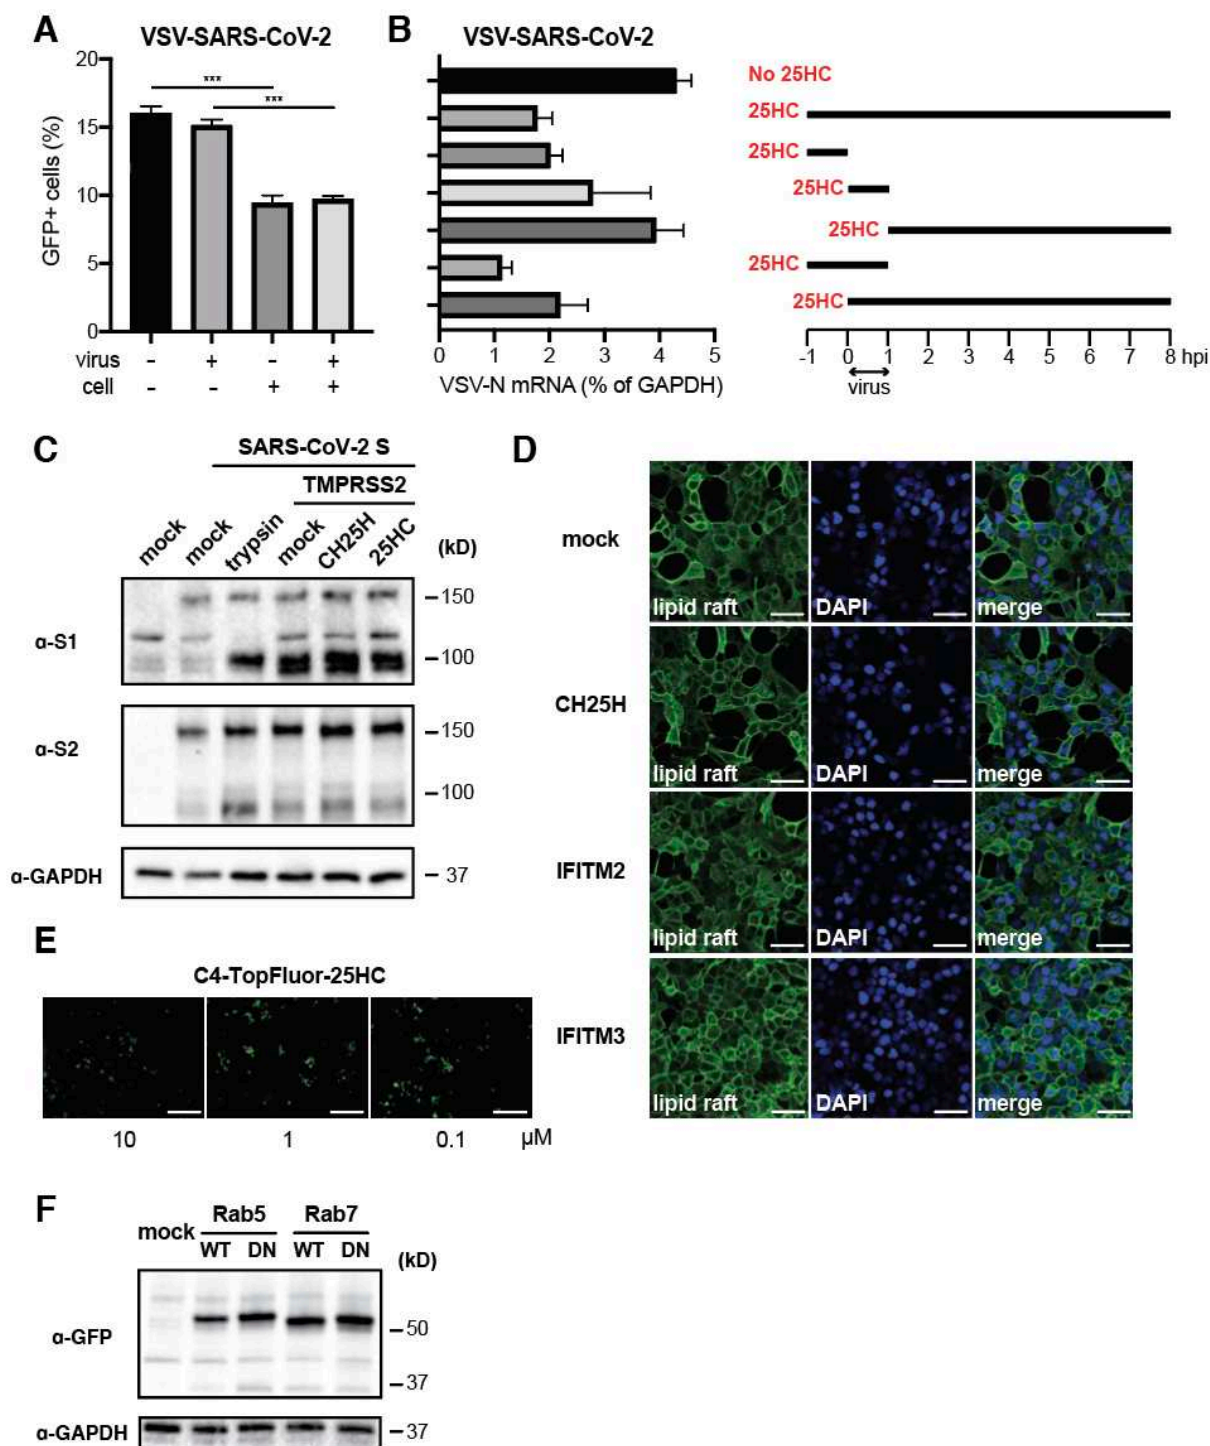 A
VSV-SARS-CoV-2
GFP+ cells (%)
20
15
10
5
0
***
***
virus - + - +
cell - - + +
B
VSV-SARS-CoV-2
0 1 2 3 4 5
VSV-N mRNA (% of GAPDH)
No 25HC
25HC
25HC
25HC
25HC
25HC
25HC
-1 0 1 2 3 4 5 6 7 8 hpi
virus
C
SARS-CoV-2 S
TMPRSS2
mock mock trypsin mock CH25H 25HC (kD)
α-S1
150
100
α-S2
150
100
α-GAPDH
37
D
mock
lipid raft DAPI merge
CH25H
lipid raft DAPI merge
IFITM2
lipid raft DAPI merge
IFITM3
lipid raft DAPI merge
E
C4-TopFluor-25HC
10 1 0.1 μM
F
Rab5 Rab7
mock WT DN WT DN (kD)
α-GFP
50
37
α-GAPDH
37